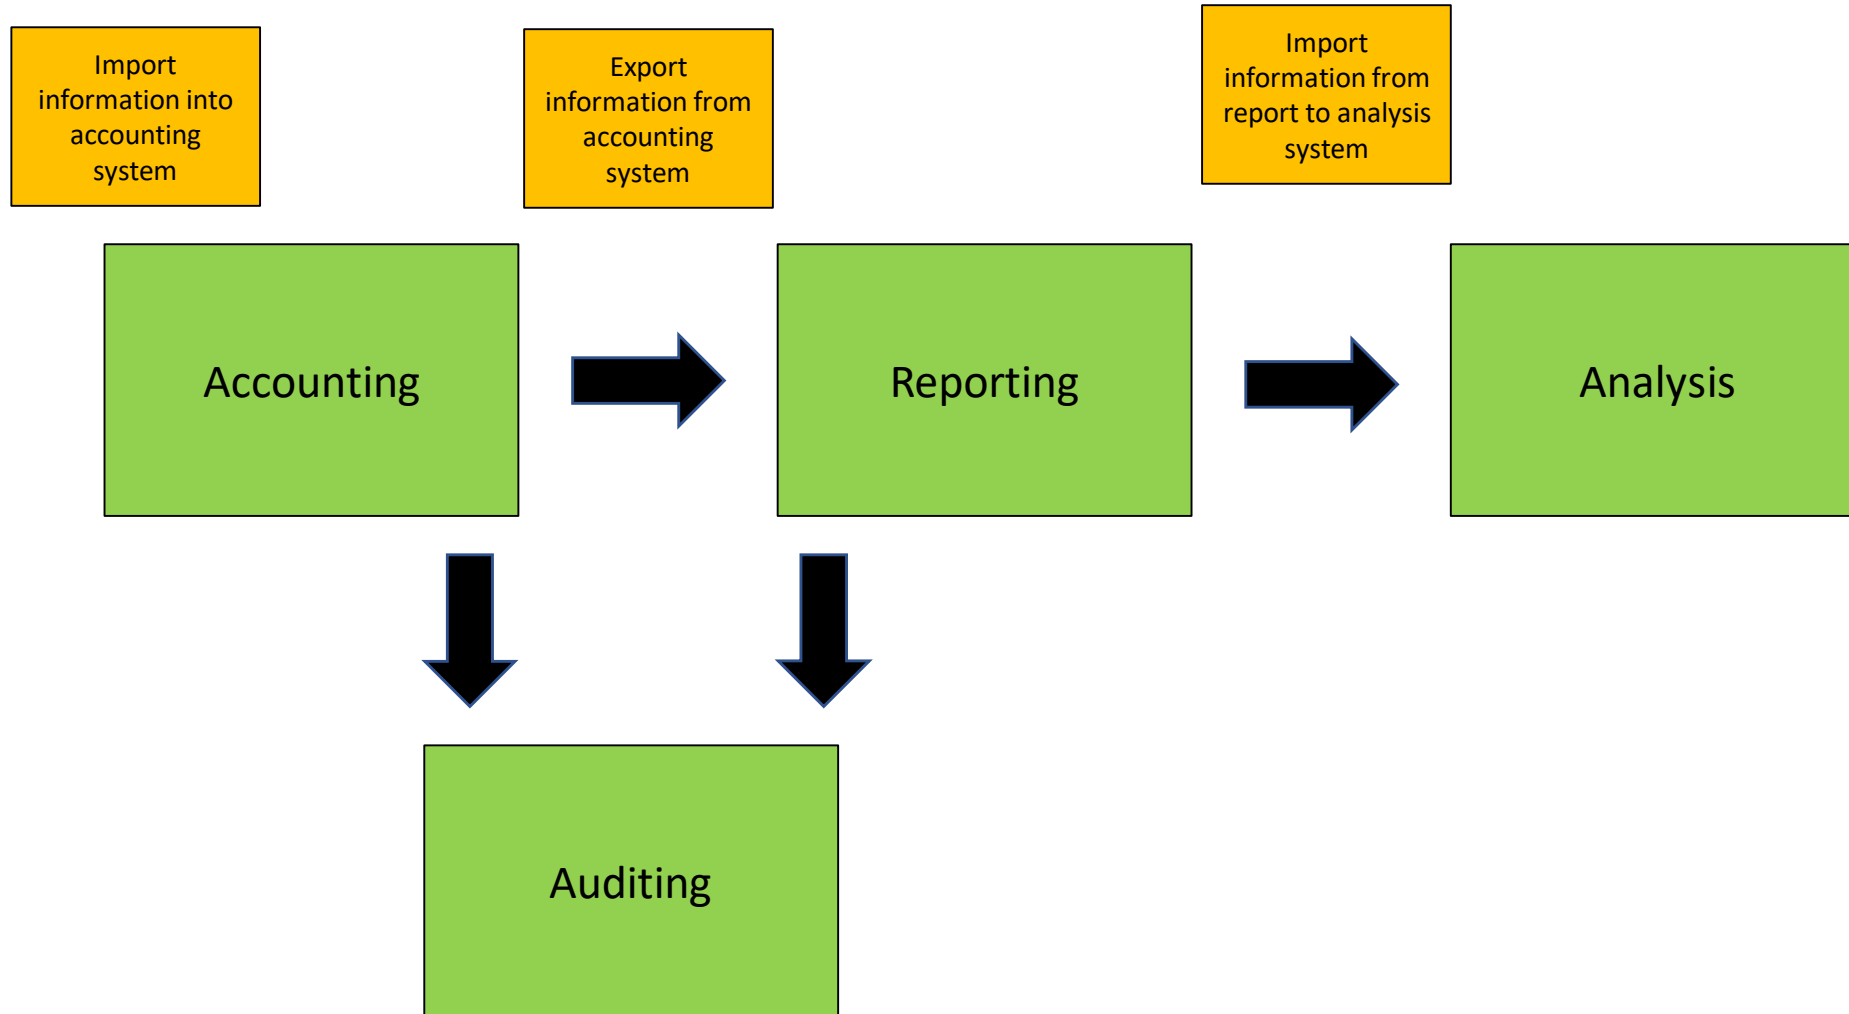 Import
information into
accounting
system
Export
information from
accounting
system
Import
information from
report to analysis
system
Accounting
Reporting
Analysis
Auditing